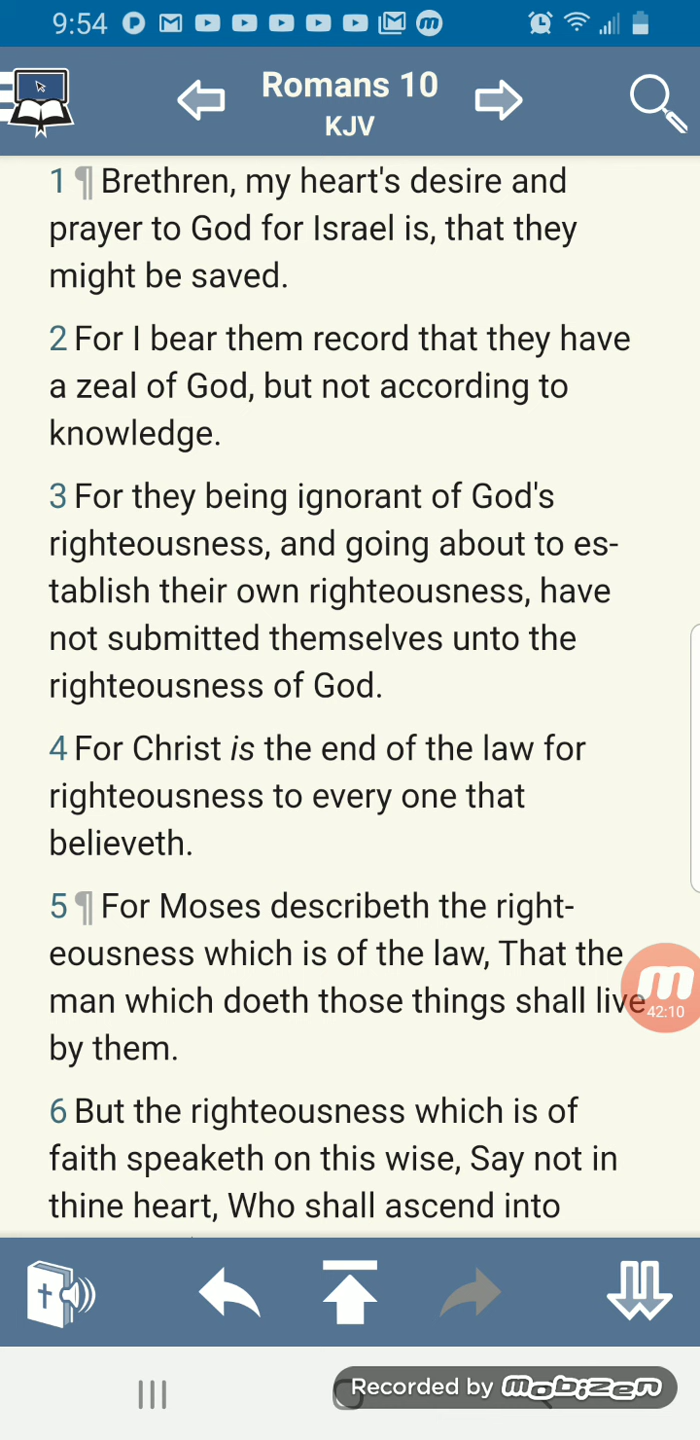 9:54
Romans 10
KJV
1 ¶ Brethren, my heart's desire and
prayer to God for Israel is, that they
might be saved.
2 For I bear them record that they have
a zeal of God, but not according to
knowledge.
3 For they being ignorant of God's
righteousness, and going about to es-
tablish their own righteousness, have
not submitted themselves unto the
righteousness of God.
4 For Christ is the end of the law for
righteousness to every one that
believeth.
5 ¶ For Moses describeth the right-
eousness which is of the law, That the
man which doeth those things shall live
by them.
m
42:10
6 But the righteousness which is of
faith speaketh on this wise, Say not in
thine heart, Who shall ascend into
Recorded by mobizen